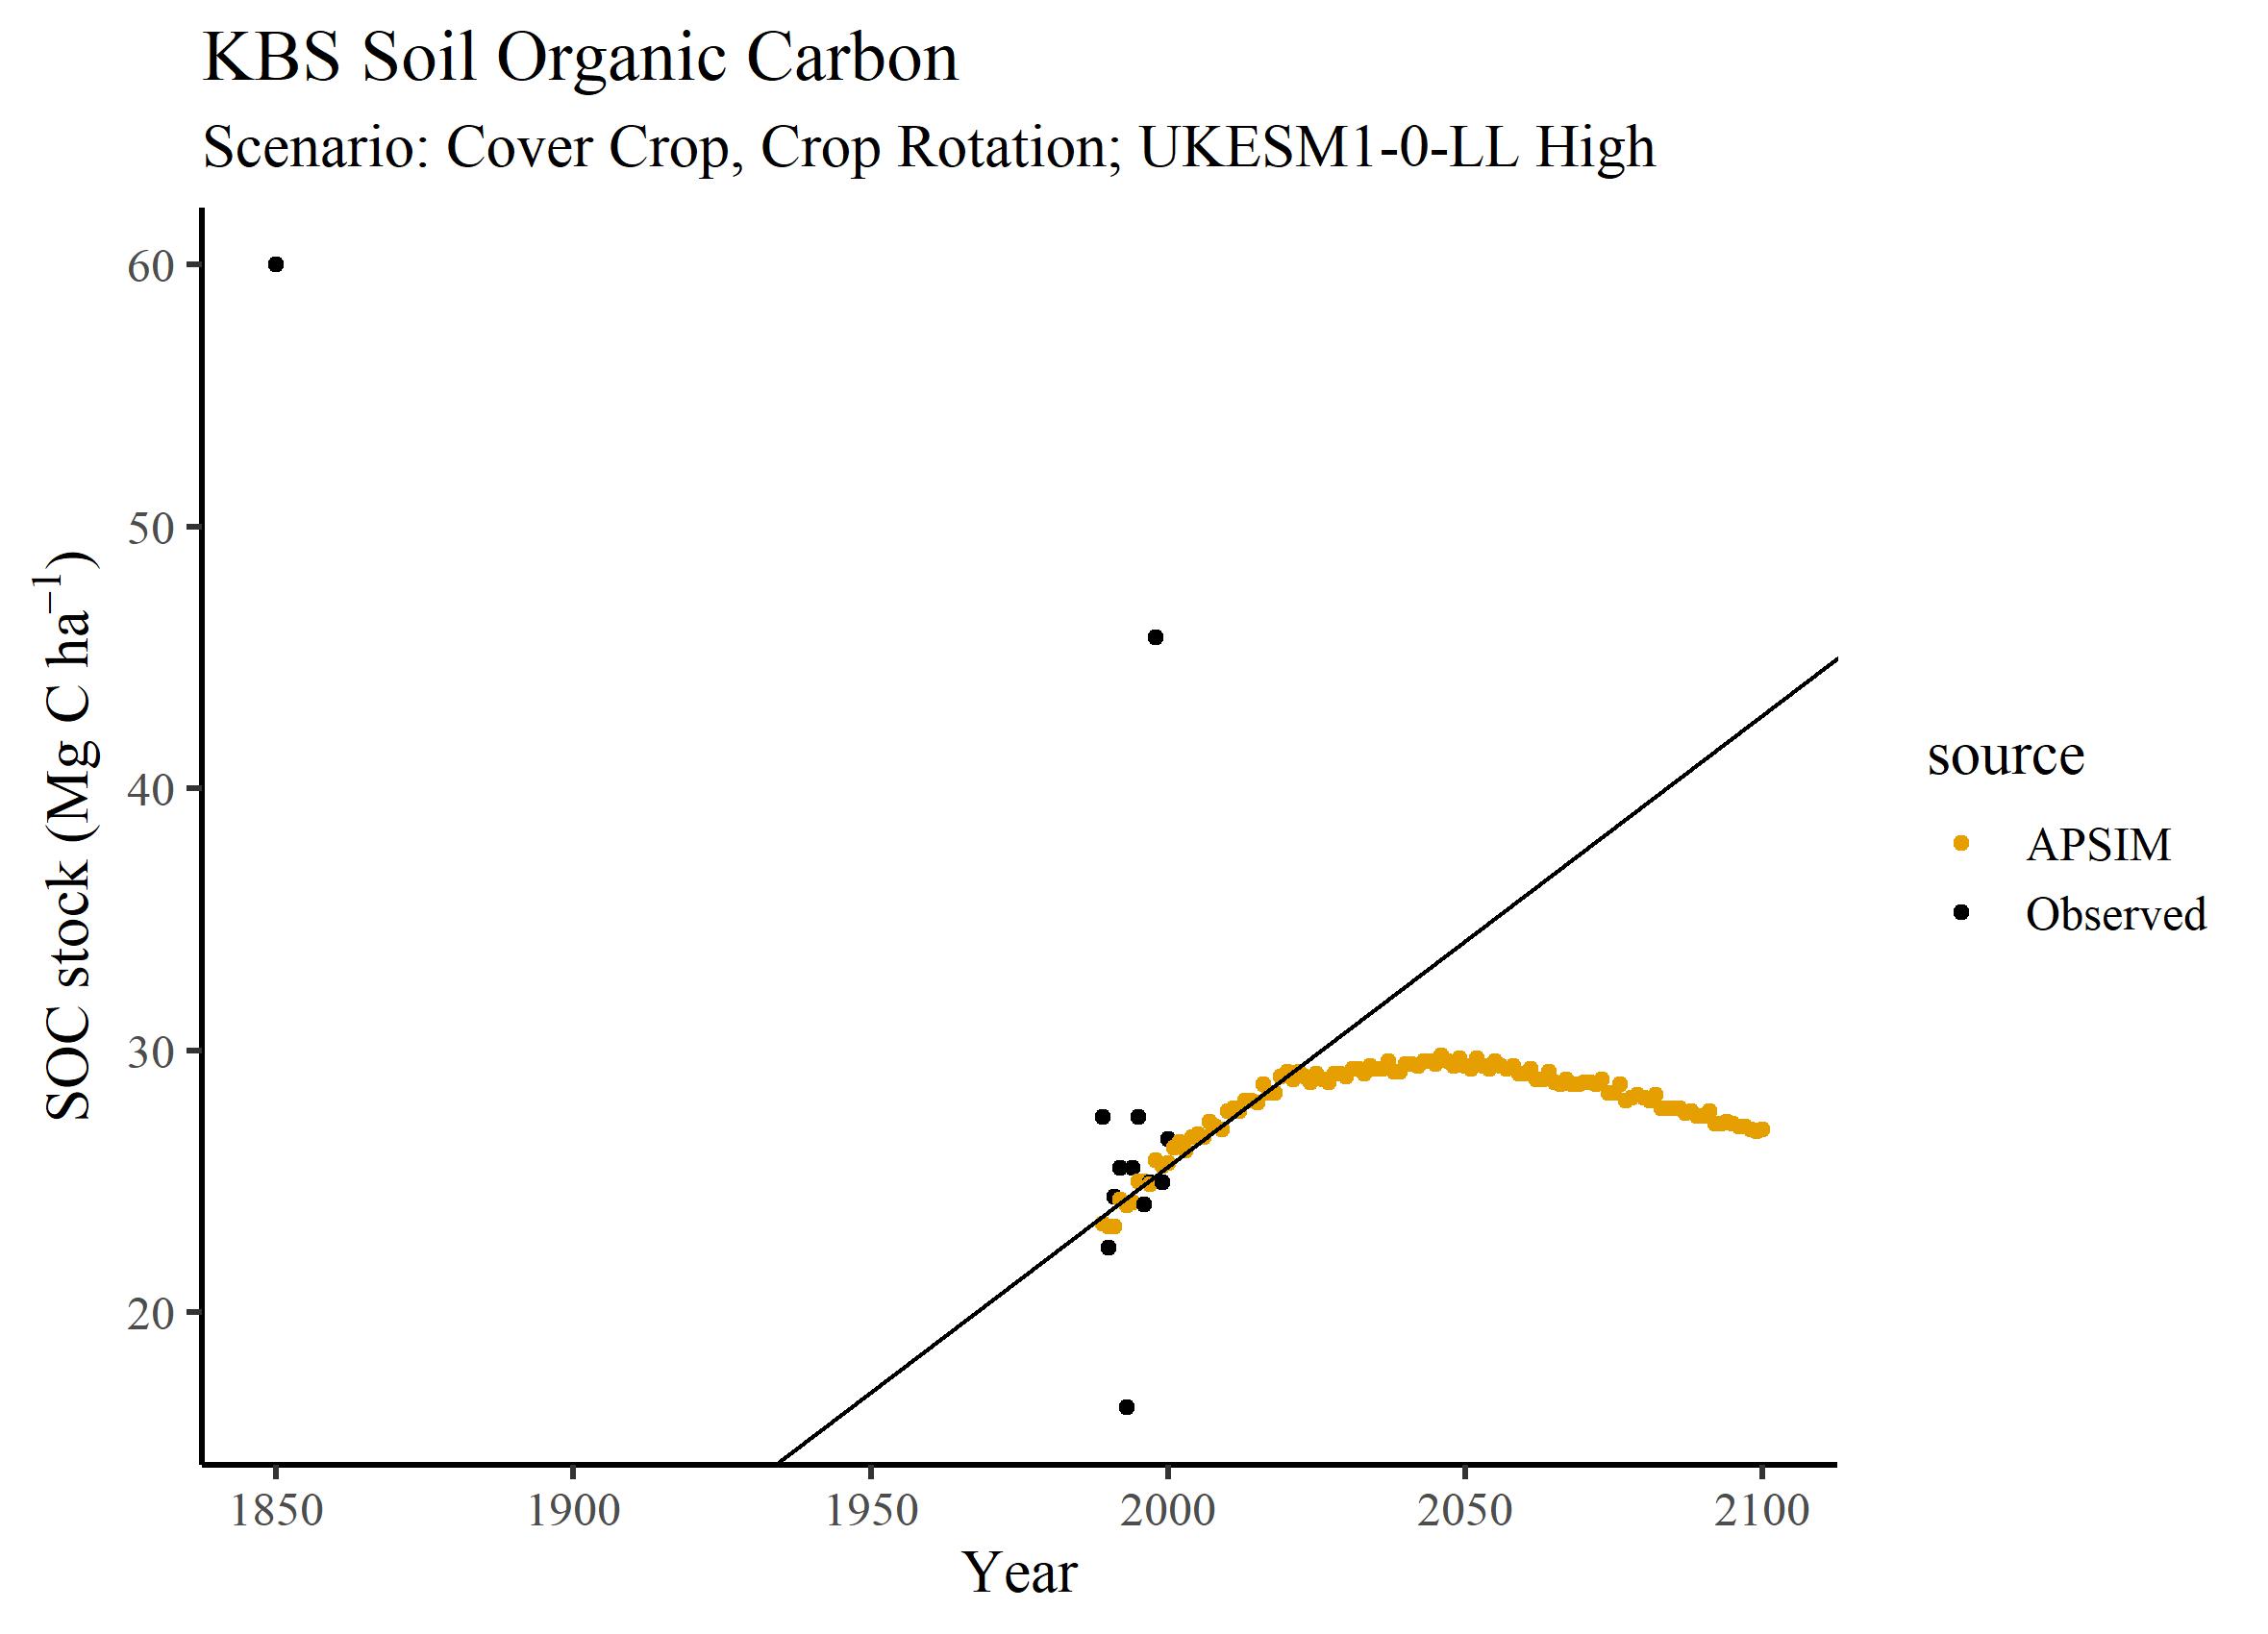 KBS Soil Organic Carbon
Scenario: Cover Crop, Crop Rotation; UKESM1-0-LL High
60
50
40
30
20
SOC stock (Mg C ha⁻¹)
1850 1900 1950 2000 2050 2100
Year
source
APSIM
Observed